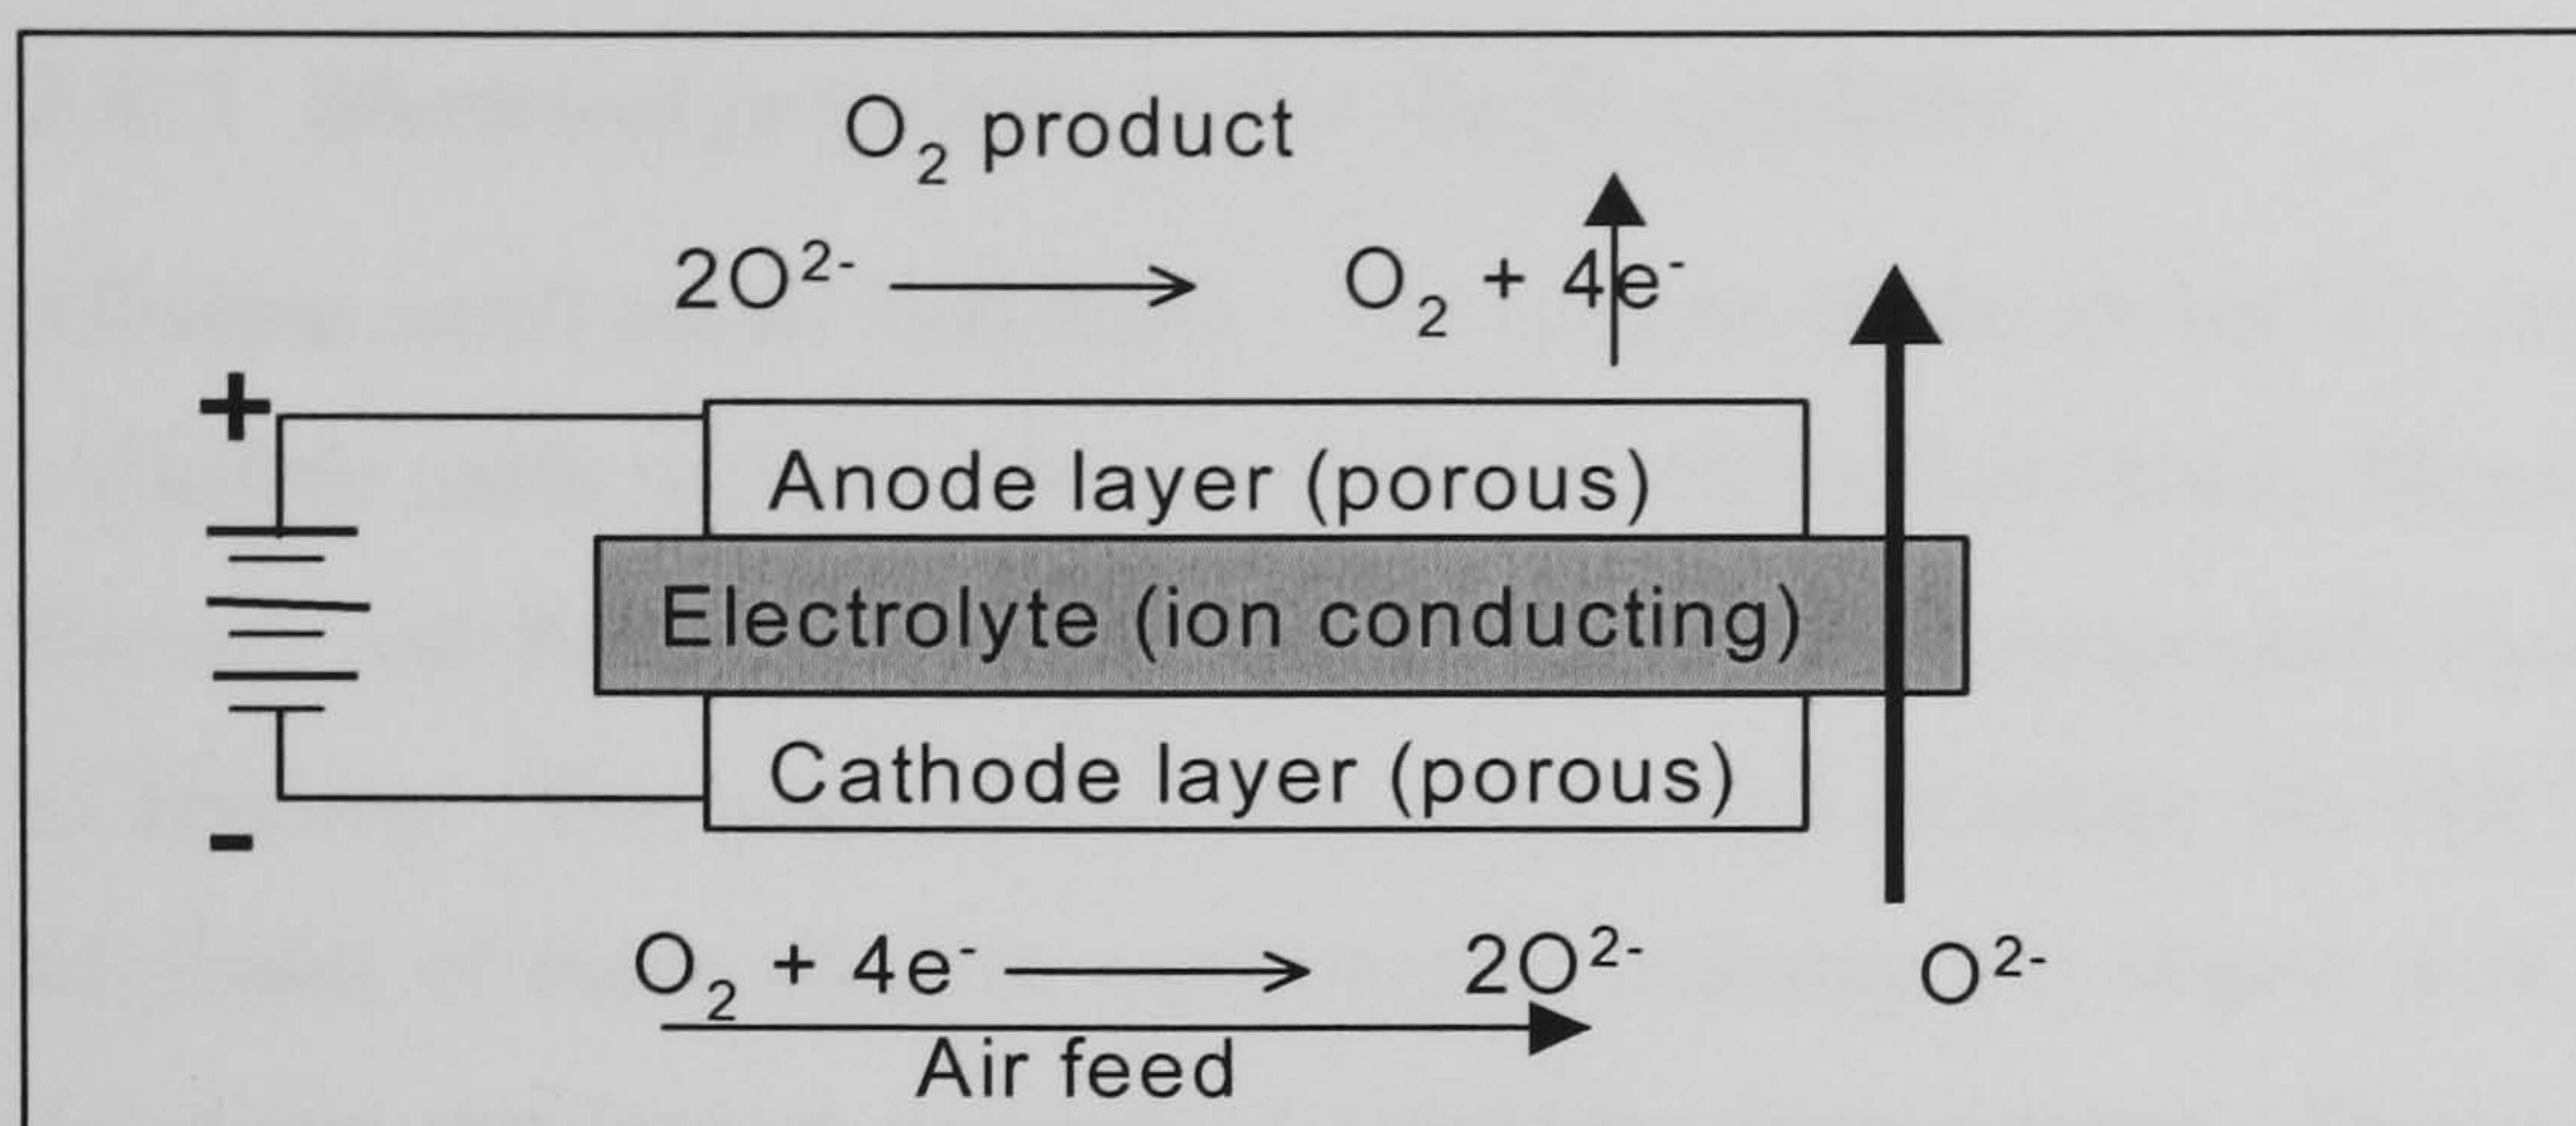 O₂ product
2O²⁻ → O₂ + 4e⁻
+
Anode layer (porous)
Electrolyte (ion conducting)
Cathode layer (porous)
-
O₂ + 4e⁻ → 2O²⁻
O²⁻
Air feed